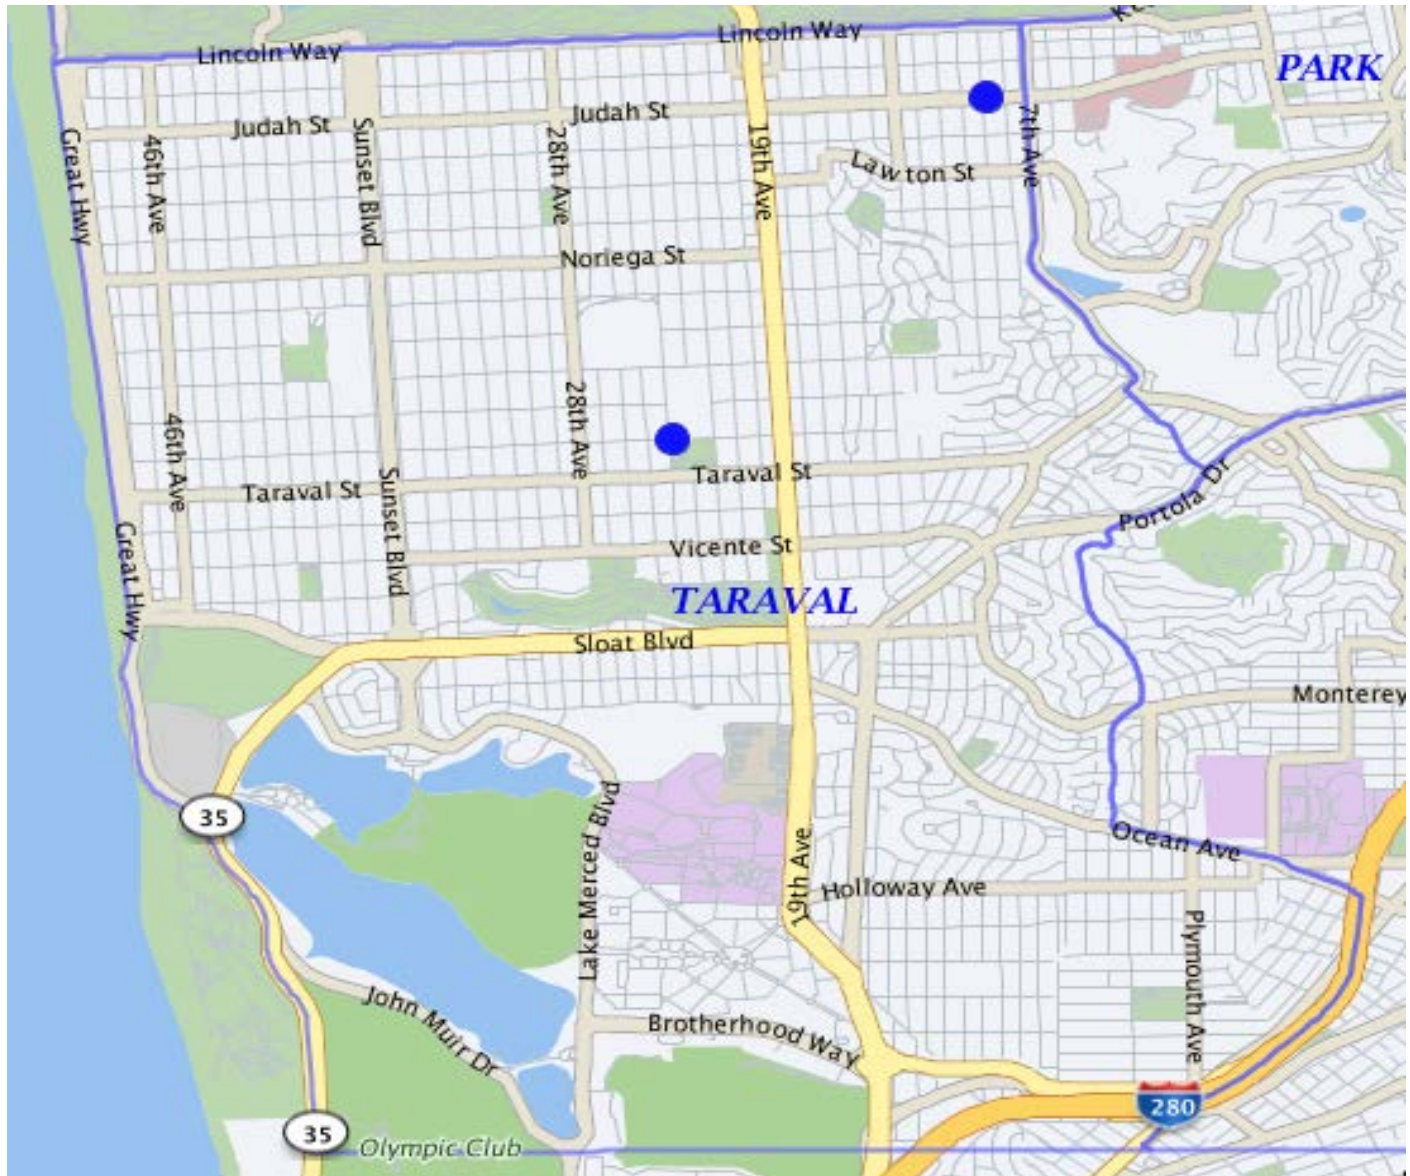 Lincoln Way
Lincoln Way
PARK
Judah St
Judah St
Great Hwy
46th Ave
Sunset Blvd
28th Ave
19th Ave
7th Ave
Lawton St
Noriega St
28th Ave
46th Ave
Taraval St
Taraval St
Sunset Blvd
Portola Dr
Great Hwy
Vicente St
TARAVAL
Sloat Blvd
Monterey
35
Lake Merced Blvd
19th Ave
Ocean Ave
Holloway Ave
Plymouth Ave
John Muir Dr
Brotherhood Way
280
35
Olympic Club